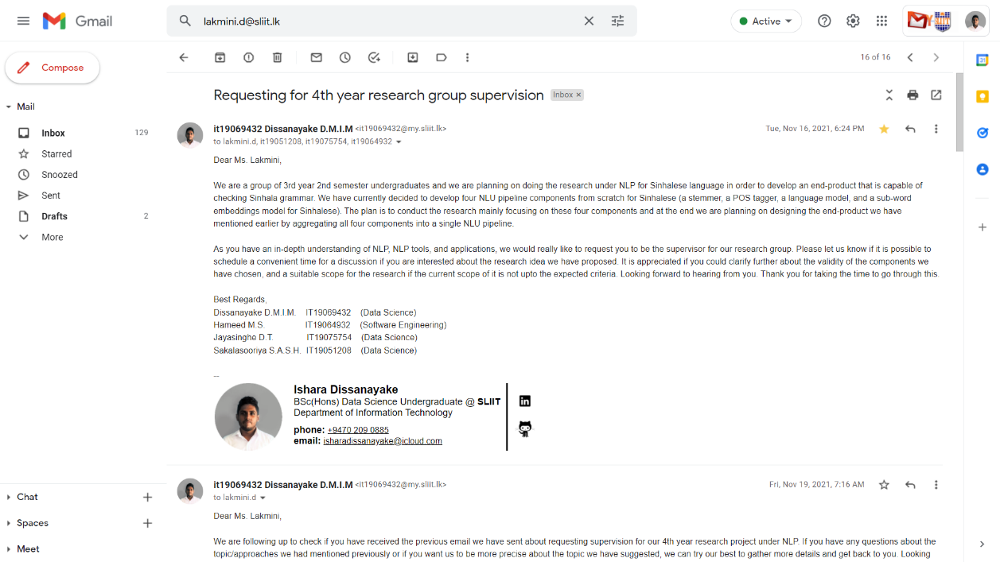 Gmail
lakmini.d@sliit.lk
Active
Compose
16 of 16
Mail
Inbox 129
Starred
Snoozed
Sent
Drafts 2
More
Chat
Spaces
Meet
Requesting for 4th year research group supervision Inbox ×
it19069432 Dissanayake D.M.I.M <it19069432@my.sliit.lk> Tue, Nov 16, 2021, 6:24 PM
to lakmini.d, it19051208, it19075754, it19064932
Dear Ms. Lakmini,
We are a group of 3rd year 2nd semester undergraduates and we are planning on doing the research under NLP for Sinhalese language in order to develop an end-product that is capable of
checking Sinhala grammar. We have currently decided to develop four NLU pipeline components from scratch for Sinhalese (a stemmer, a POS tagger, a language model, and a sub-word
embeddings model for Sinhalese). The plan is to conduct the research mainly focusing on these four components and at the end we are planning on designing the end-product we have
mentioned earlier by aggregating all four components into a single NLU pipeline.
As you have an in-depth understanding of NLP, NLP tools, and applications, we would really like to request you to be the supervisor for our research group. Please let us know if it is possible to
schedule a convenient time for a discussion if you are interested about the research idea we have proposed. It is appreciated if you could clarify further about the validity of the components we
have chosen, and a suitable scope for the research if the current scope of it is not upto the expected criteria. Looking forward to hearing from you. Thank you for taking the time to go through this.
Best Regards,
Dissanayake D.M.I.M. IT19069432 (Data Science)
Hameed M.S. IT19064932 (Software Engineering)
Jayasinghe D.T. IT19075754 (Data Science)
Sakalasooriya S.A.S.H. IT19051208 (Data Science)
--
Ishara Dissanayake
BSc(Hons) Data Science Undergraduate @ SLIIT
Department of Information Technology
phone: +9470 209 0885
email: isharadissanayake@icloud.com
in
it19069432 Dissanayake D.M.I.M <it19069432@my.sliit.lk> Fri, Nov 19, 2021, 7:16 AM
to lakmini.d
Dear Ms. Lakmini,
We are following up to check if you have received the previous email we have sent about requesting supervision for our 4th year research project under NLP. If you have any questions about the
topic/approaches we had mentioned previously or if you want us to be more precise about the topic we have suggested, we can try our best to gather more details and get back to you. Looking